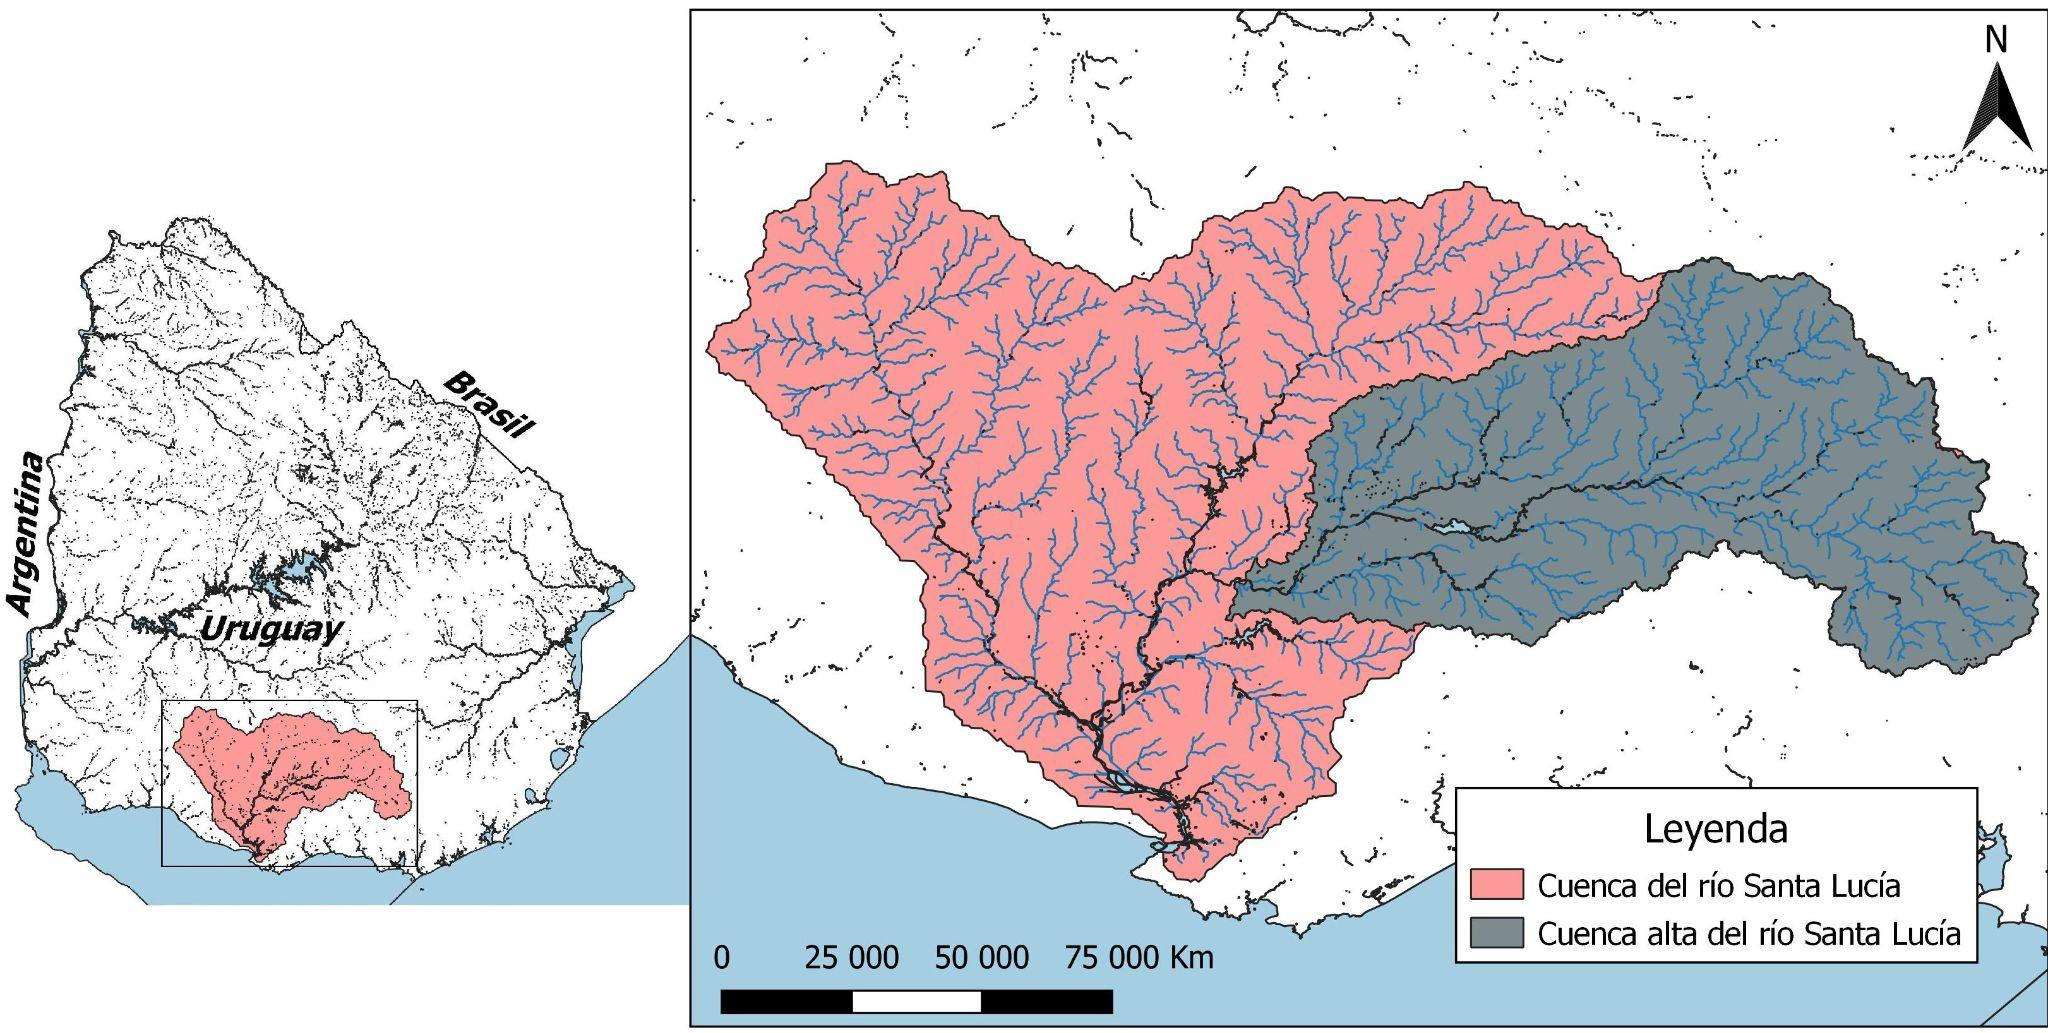 Argentina
Brasil
Uruguay
N
Leyenda
Cuenca del río Santa Lucía
Cuenca alta del río Santa Lucía
0 25 000 50 000 75 000 Km